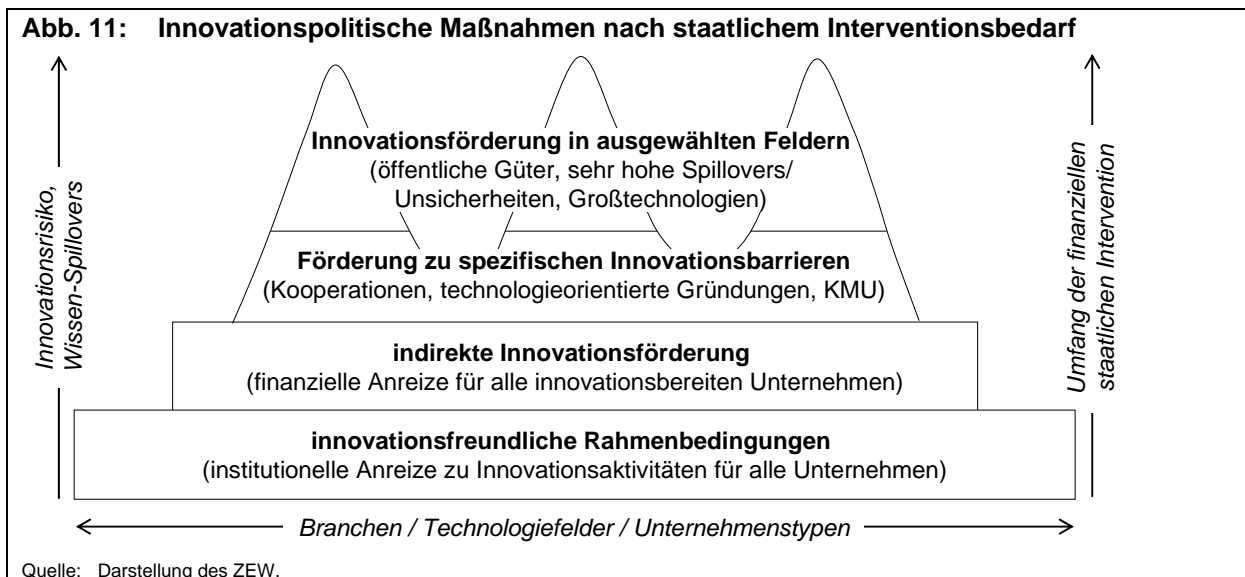 Abb. 11: Innovationspolitische Maßnahmen nach staatlichem Interventionsbedarf
Innovationsrisiko,
Wissen-Spillovers
Innovationsförderung in ausgewählten Feldern
(öffentliche Güter, sehr hohe Spillovers/
Unsicherheiten, Großtechnologien)
Förderung zu spezifischen Innovationsbarrieren
(Kooperationen, technologieorientierte Gründungen, KMU)
indirekte Innovationsförderung
(finanzielle Anreize für alle innovationsbereiten Unternehmen)
innovationsfreundliche Rahmenbedingungen
(institutionelle Anreize zu Innovationsaktivitäten für alle Unternehmen)
Umfang der finanziellen
staatlichen Intervention
Branchen / Technologiefelder / Unternehmenstypen
Quelle: Darstellung des ZEW.